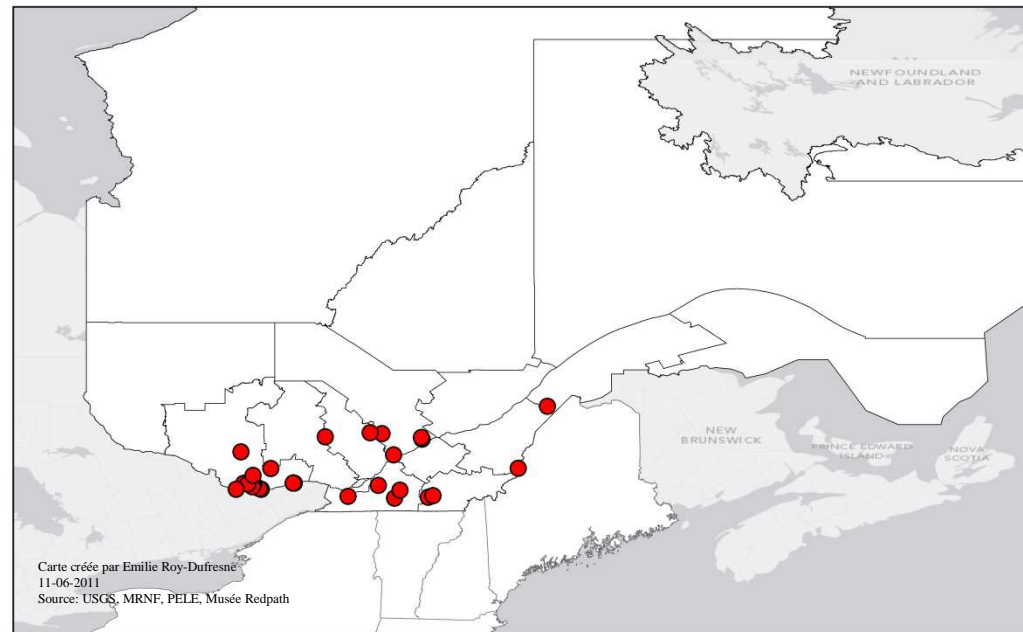 NEWFOUNDLAND
AND LABRADOR
NEW
BRUNSWICK
PRINCE EDWARD
ISLAND
NOVA
SCOTIA
Carte créée par Emilie Roy-Dufresne
11-06-2011
Source: USGS, MRNF, PELE, Musée Redpath